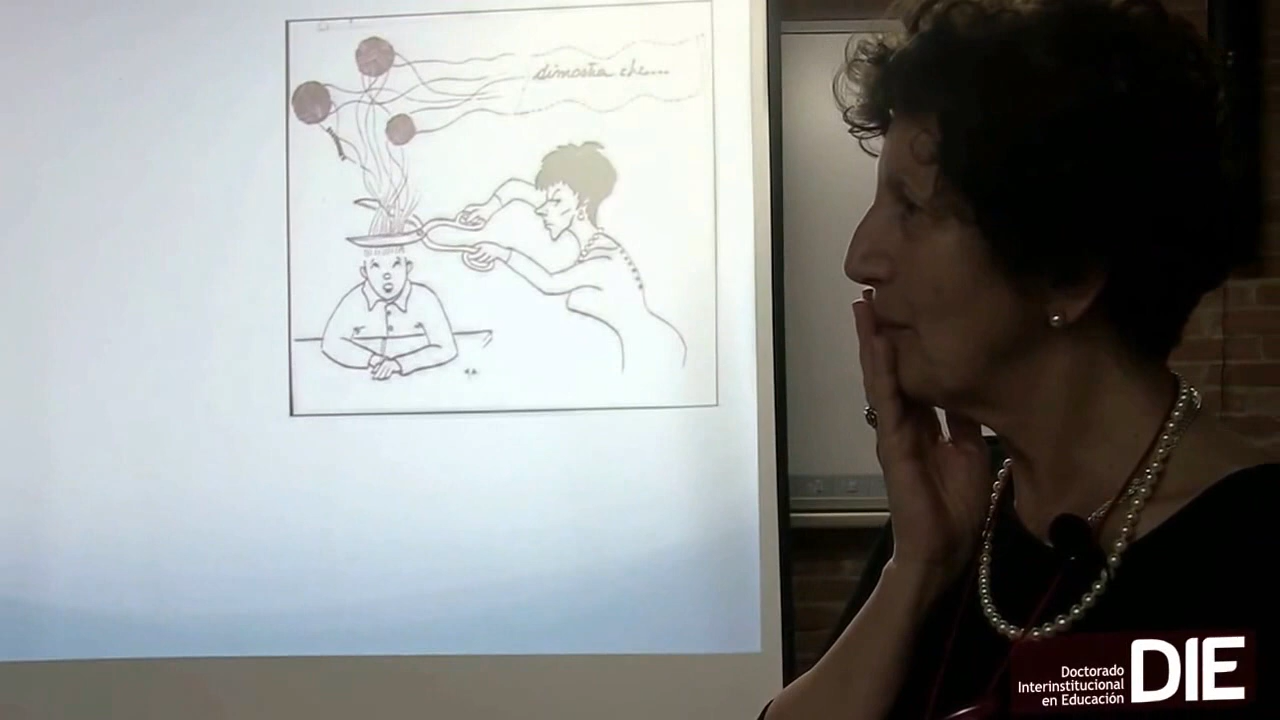 dimostra che....
Doctorado
Interinstitucional
en Educación
DIE